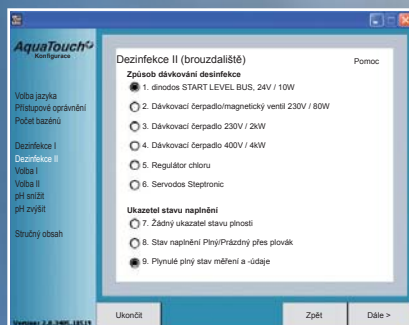 AquaTouch
Konfigurace
Volba jazyka
Přístupové oprávnění
Počet bazénů
Dezinfekce I
Dezinfekce II
Volba I
Volba II
pH snížit
pH zvýšit
Stručný obsah
Dezinfekce II (brouzdaliště)
Pomoc
Způsob dávkování desinfekce
1. dinodos START LEVEL BUS, 24V / 10W
2. Dávkovací čerpadlo/magnetický ventil 230V / 80W
3. Dávkovací čerpadlo 230V / 2kW
4. Dávkovací čerpadlo 400V / 4kW
5. Regulátor chloru
6. Servodos Steptronic
Ukazetel stavu naplnění
7. Žádný ukazatel stavu plnosti
8. Stav naplnění Plný/Prázdný přes plovák
9. Plynulé plný stav měření a -údaje
Ukončit
Zpět
Dále >